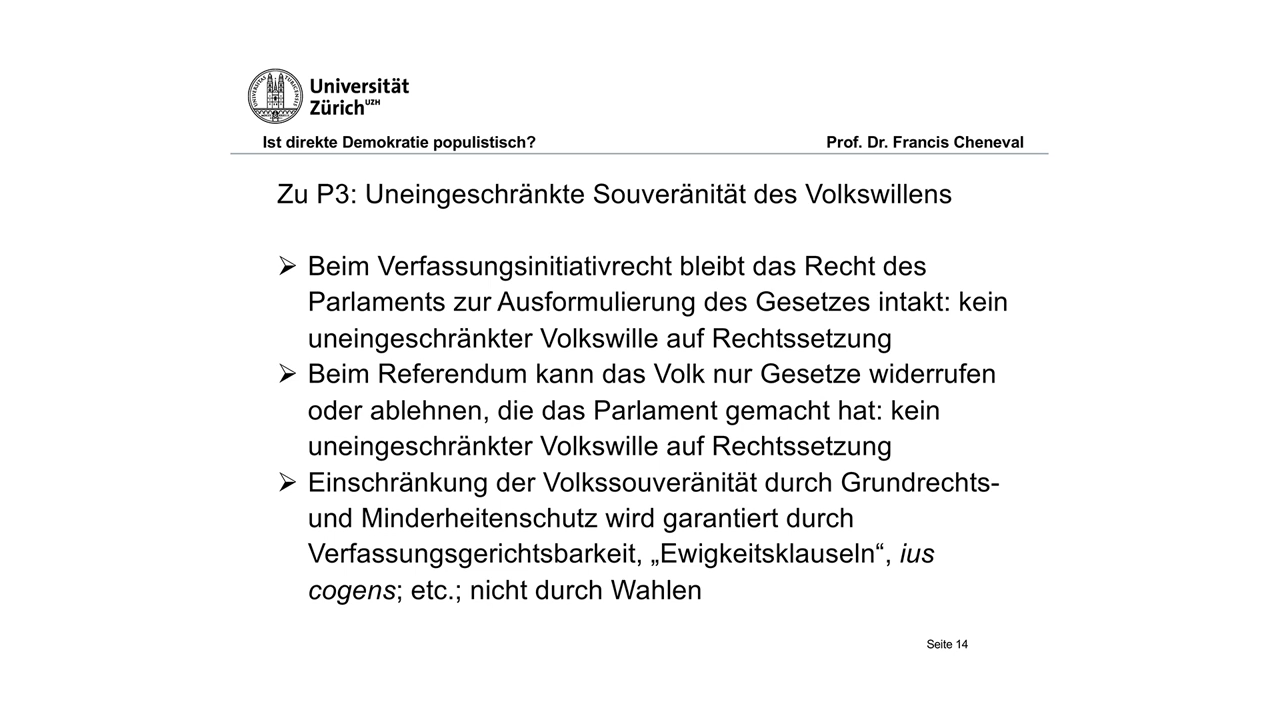 Universität
Zürich UZH
Ist direkte Demokratie populistisch? Prof. Dr. Francis Cheneval
Zu P3: Uneingeschränkte Souveränität des Volkswillens
➢ Beim Verfassungsinitiativrecht bleibt das Recht des
Parlaments zur Ausformulierung des Gesetzes intakt: kein
uneingeschränkter Volkswille auf Rechtssetzung
➢ Beim Referendum kann das Volk nur Gesetze widerrufen
oder ablehnen, die das Parlament gemacht hat: kein
uneingeschränkter Volkswille auf Rechtssetzung
➢ Einschränkung der Volkssouveränität durch Grundrechts-
und Minderheitenschutz wird garantiert durch
Verfassungsgerichtsbarkeit, „Ewigkeitsklauseln“, ius
cogens; etc.; nicht durch Wahlen
Seite 14